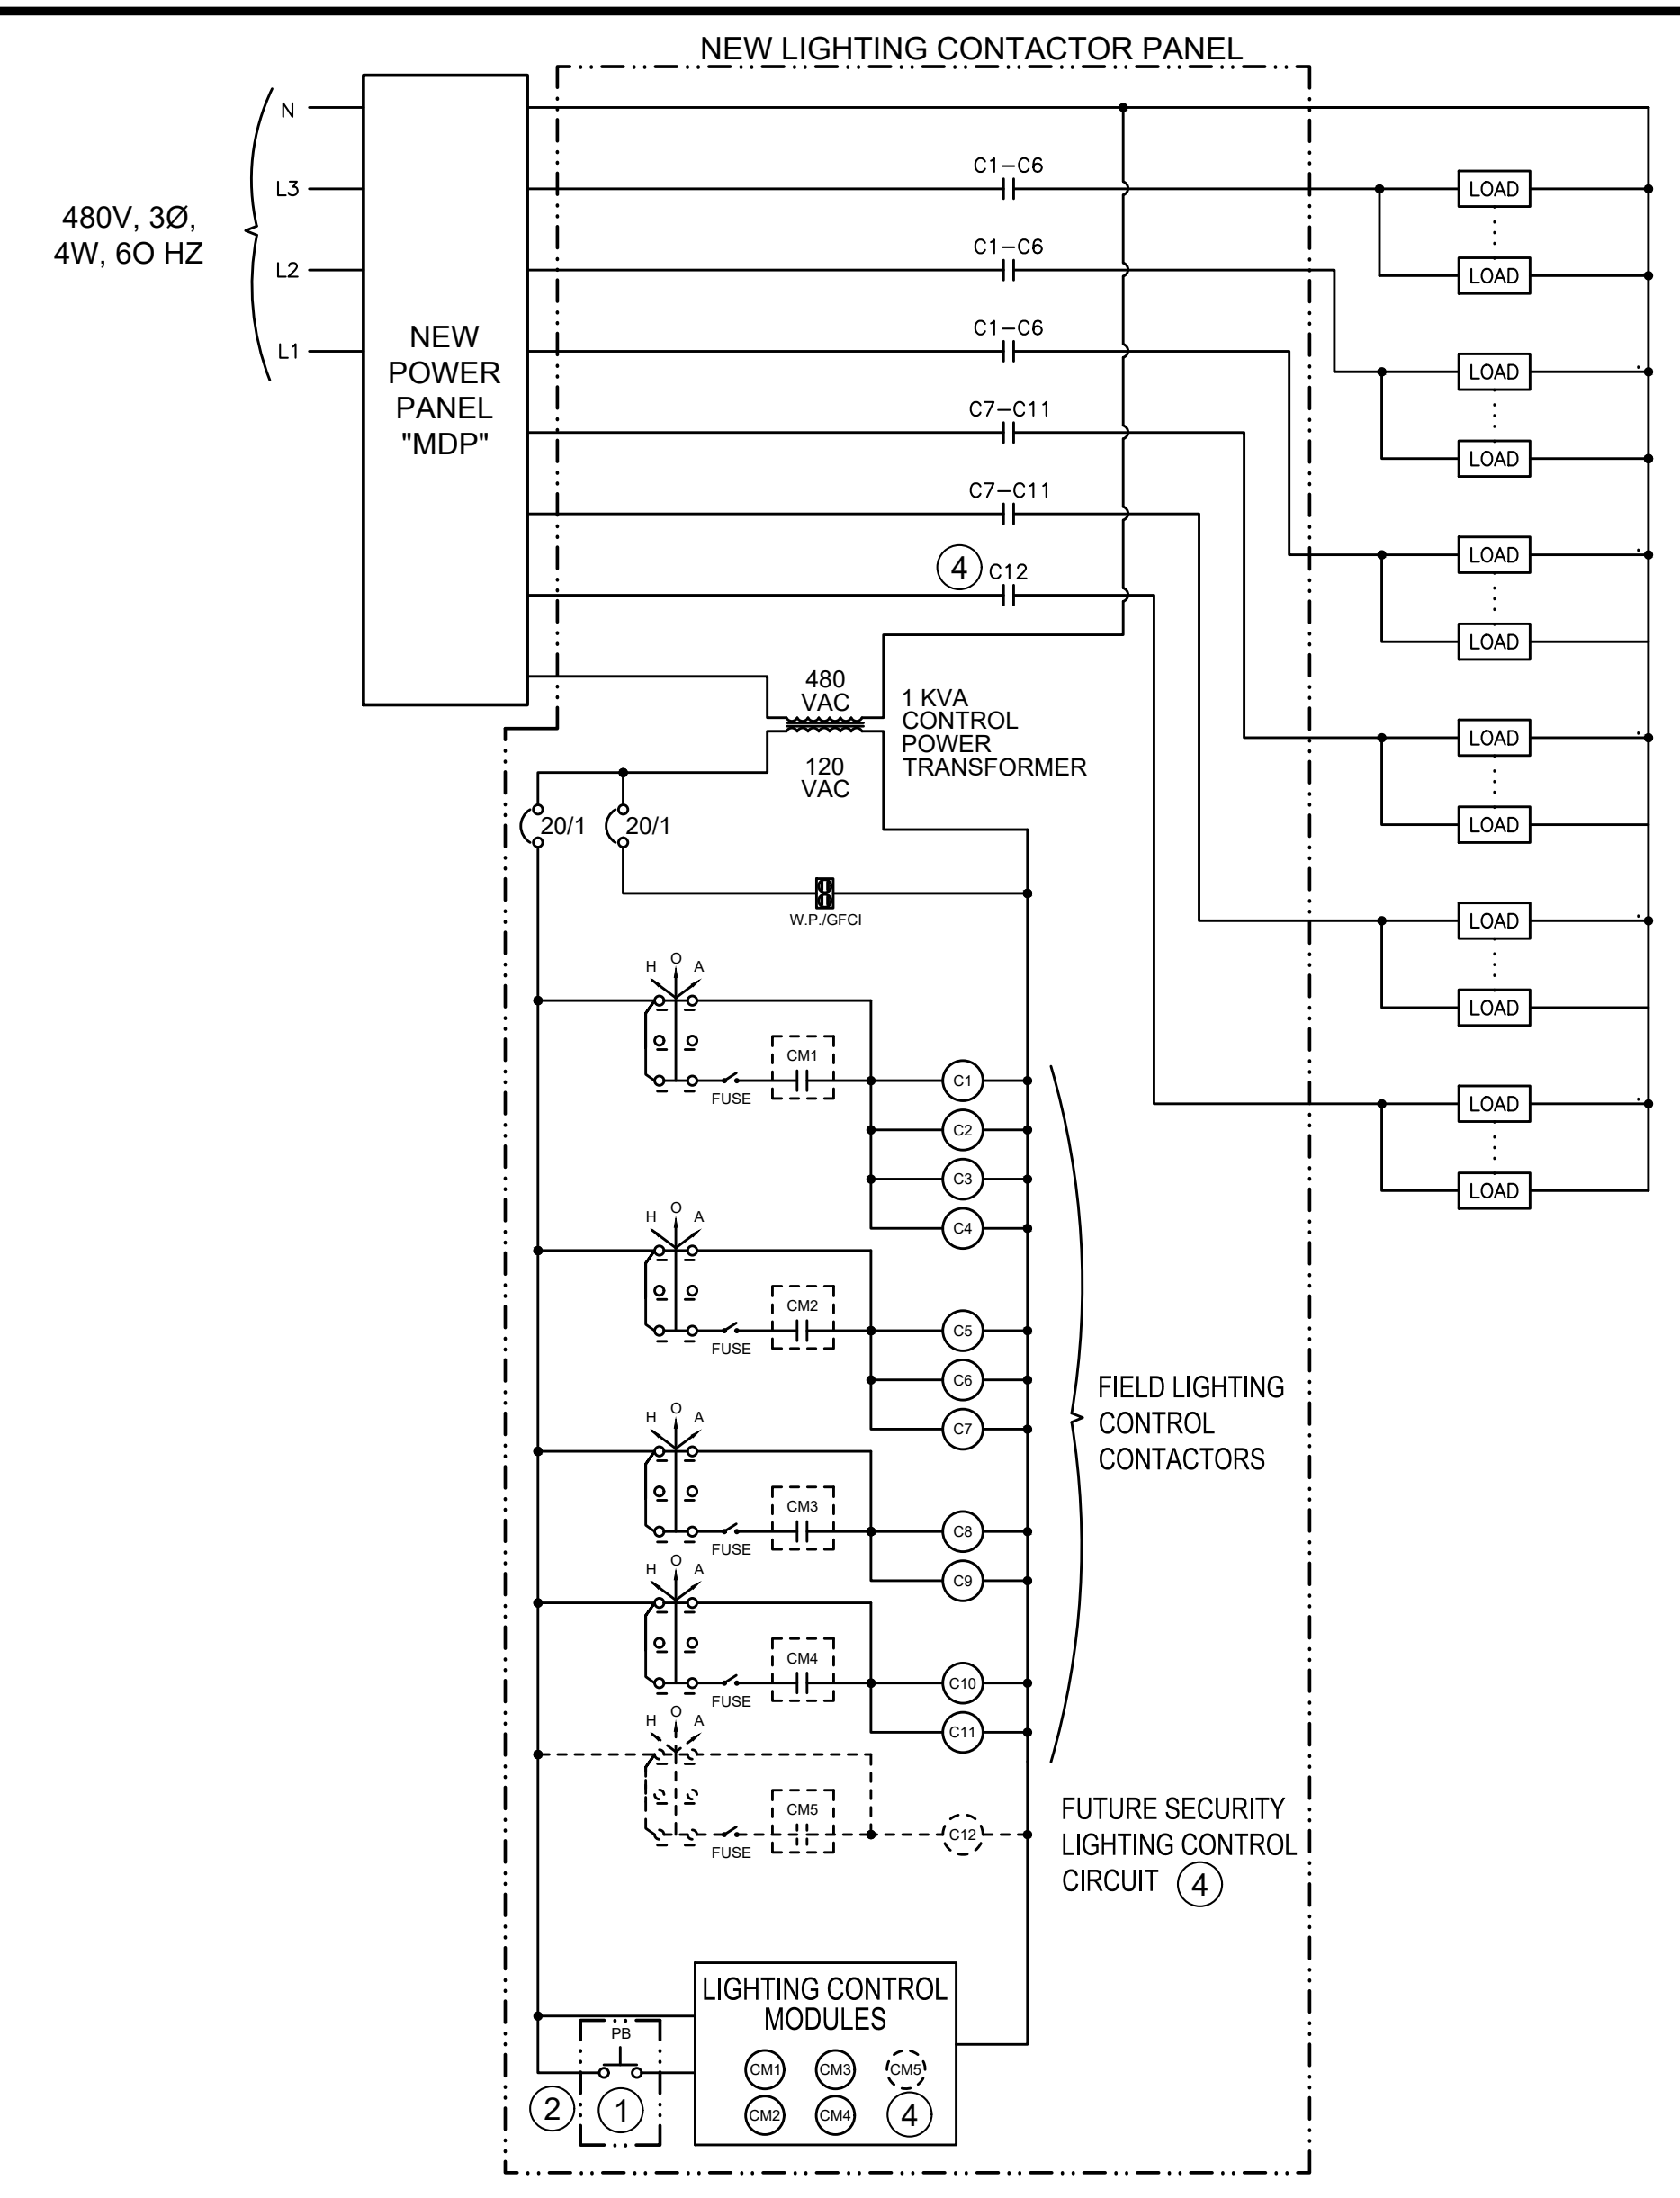 NEW LIGHTING CONTACTOR PANEL
N
L3
L2
L1
480V, 3Ø,
4W, 6O HZ
NEW
POWER
PANEL
"MDP"
C1-C6
C1-C6
C1-C6
C7-C11
C7-C11
4 C12
LOAD
LOAD
LOAD
LOAD
LOAD
LOAD
LOAD
LOAD
LOAD
LOAD
LOAD
LOAD
480
VAC
120
VAC
1 KVA
CONTROL
POWER
TRANSFORMER
20/1 20/1
W.P./GFCI
H O A
CM1
FUSE
C1
C2
C3
C4
H O A
CM2
FUSE
C5
C6
C7
H O A
CM3
FUSE
C8
C9
H O A
CM4
FUSE
C10
C11
H O A
CM5
FUSE
C12
FIELD LIGHTING
CONTROL
CONTACTORS
FUTURE SECURITY
LIGHTING CONTROL
CIRCUIT 4
LIGHTING CONTROL
MODULES
CM1 CM3 CM5
CM2 CM4 4
PB
2 1